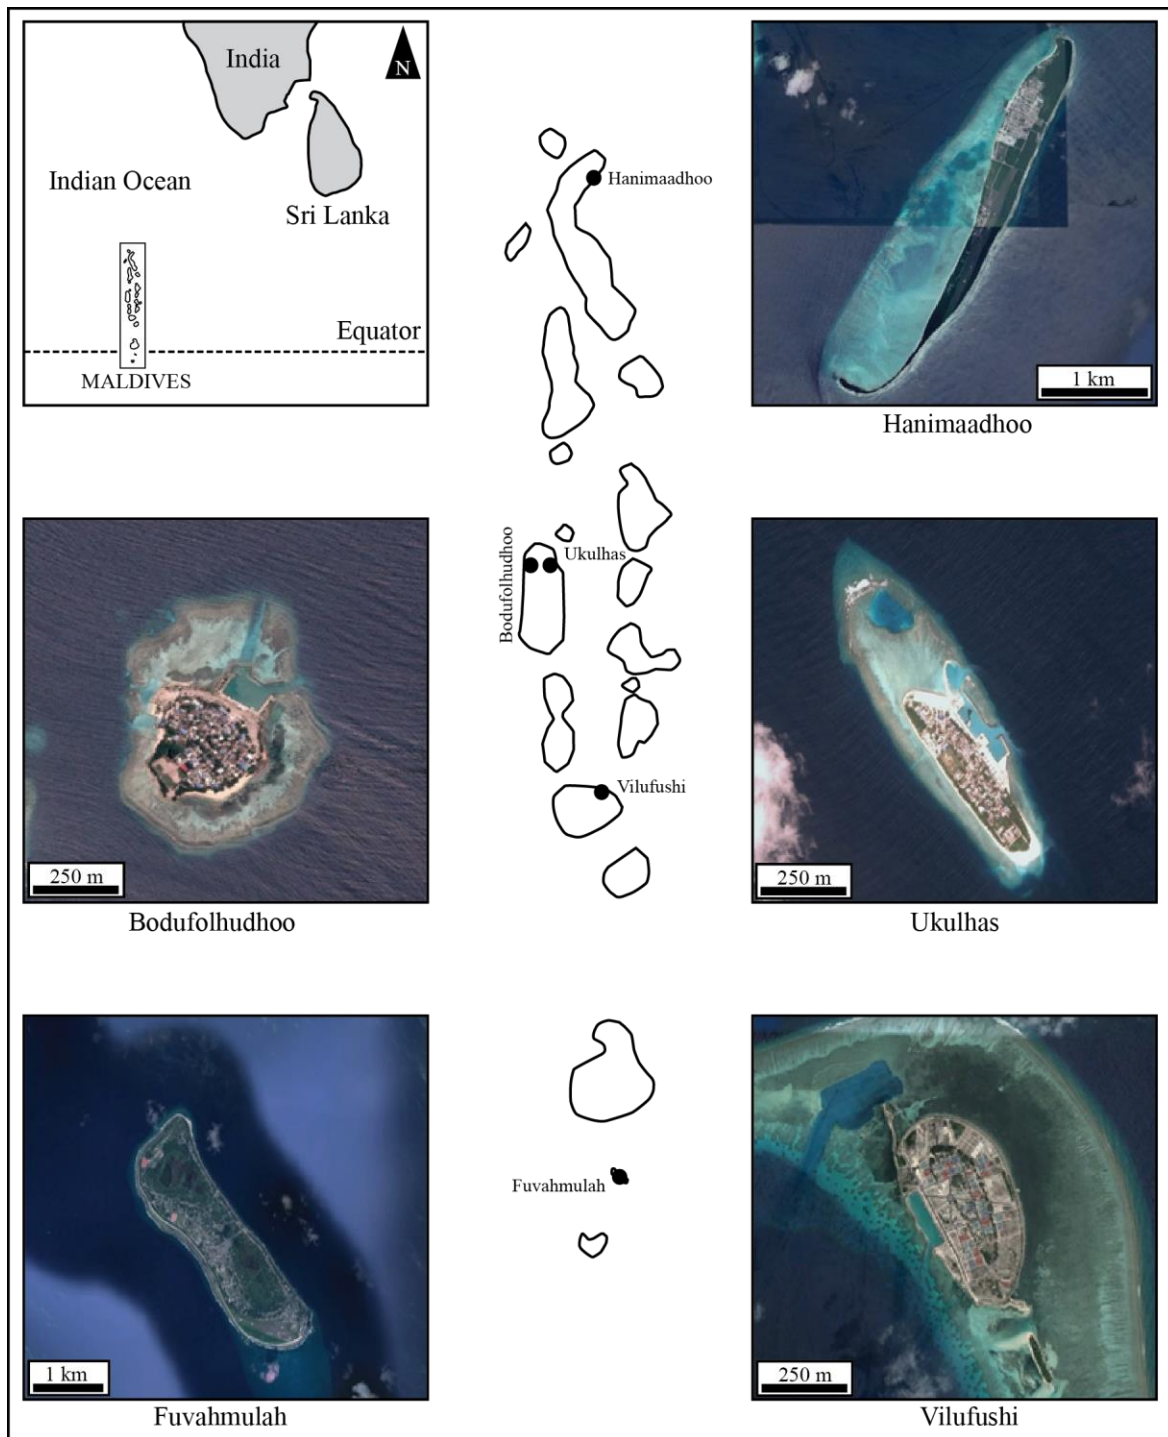 India
N
Indian Ocean
Sri Lanka
Equator
MALDIVES
Hanimaadhoo
1 km
Hanimaadhoo
Bodufolhudhoo
Ukulhas
250 m
Bodufolhudhoo
250 m
Ukulhas
Vilufushi
Fuvahmulah
1 km
Fuvahmulah
250 m
Vilufushi